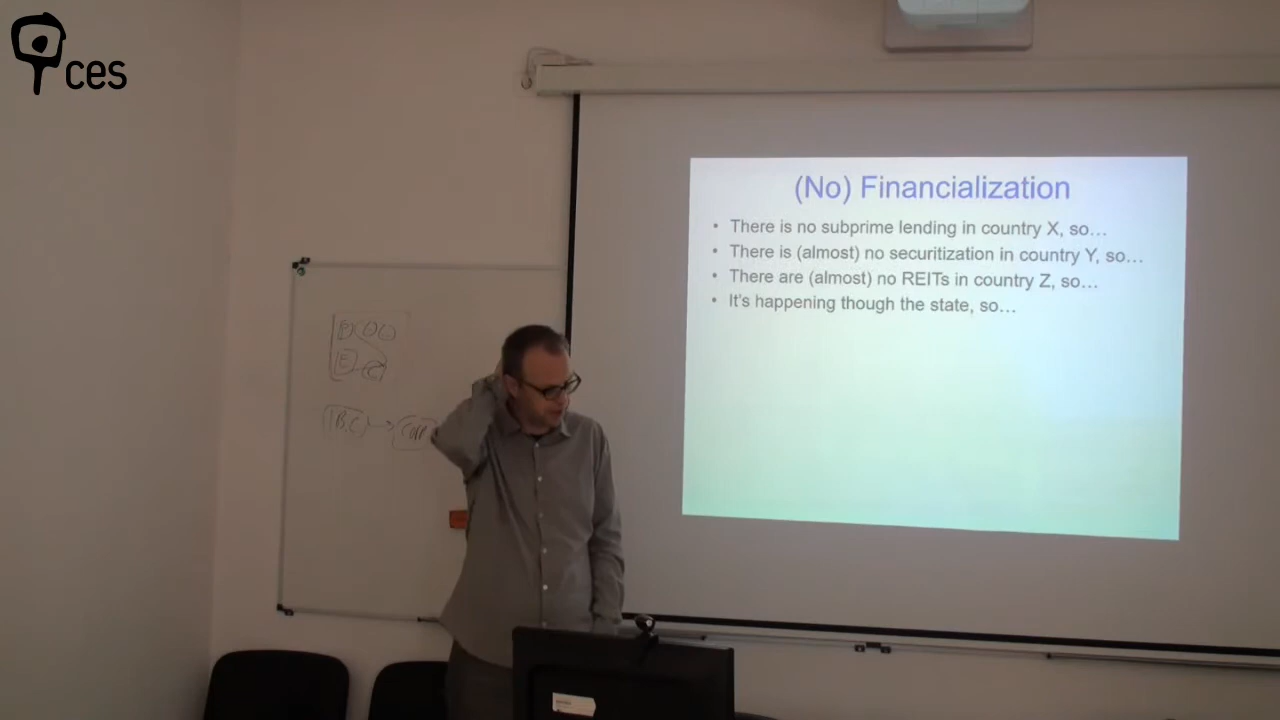 ces
(No) Financialization
• There is no subprime lending in country X, so…
• There is (almost) no securitization in country Y, so…
• There are (almost) no REITs in country Z, so…
• It's happening though the state, so…